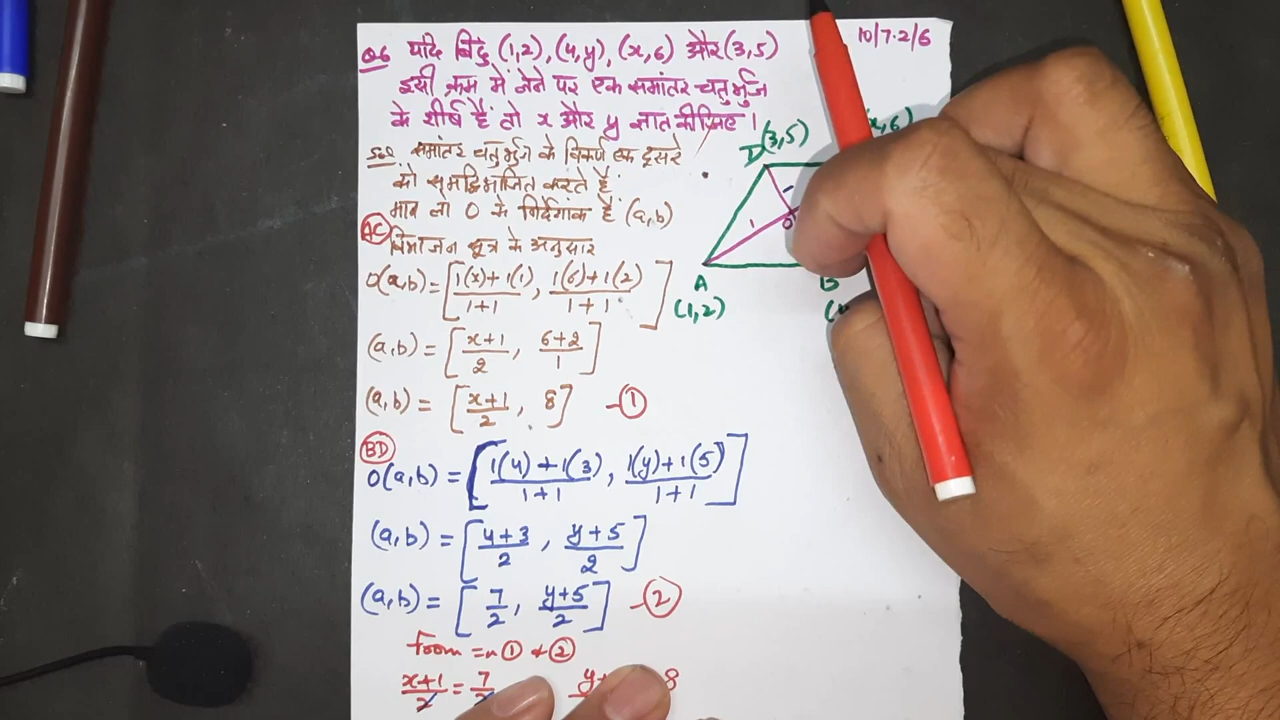 Q6 यदि बिंदु (1,2), (4,y), (x,6) और (3,5)
इसी क्रम में लेने पर एक समांतर चतुर्भुज
के शीर्ष हैं तो x और y ज्ञात कीजिए ।
10/7.2/6
Sol समांतर चतुर्भुज के विकर्ण एक दूसरे
को समद्विभाजित करते हैं
मान लो O के निर्देशांक हैं (a,b)
AC विभाजन सूत्र के अनुसार
O(a,b) = [ 1(x)+1(1) / 1+1 , 1(6)+1(2) / 1+1 ]
(a,b) = [ x+1 / 2 , 6+2 / 1 ]
(a,b) = [ x+1 / 2 , 8 ] -①
BD
O(a,b) = [ 1(4)+1(3) / 1+1 , 1(y)+1(5) / 1+1 ]
(a,b) = [ 4+3 / 2 , y+5 / 2 ]
(a,b) = [ 7 / 2 , y+5 / 2 ] -②
from =n ① & ②
x+1 / 2 = 7 / 2 y+ 8
D(3,5) x,6)
1
O
A B
(1,2)